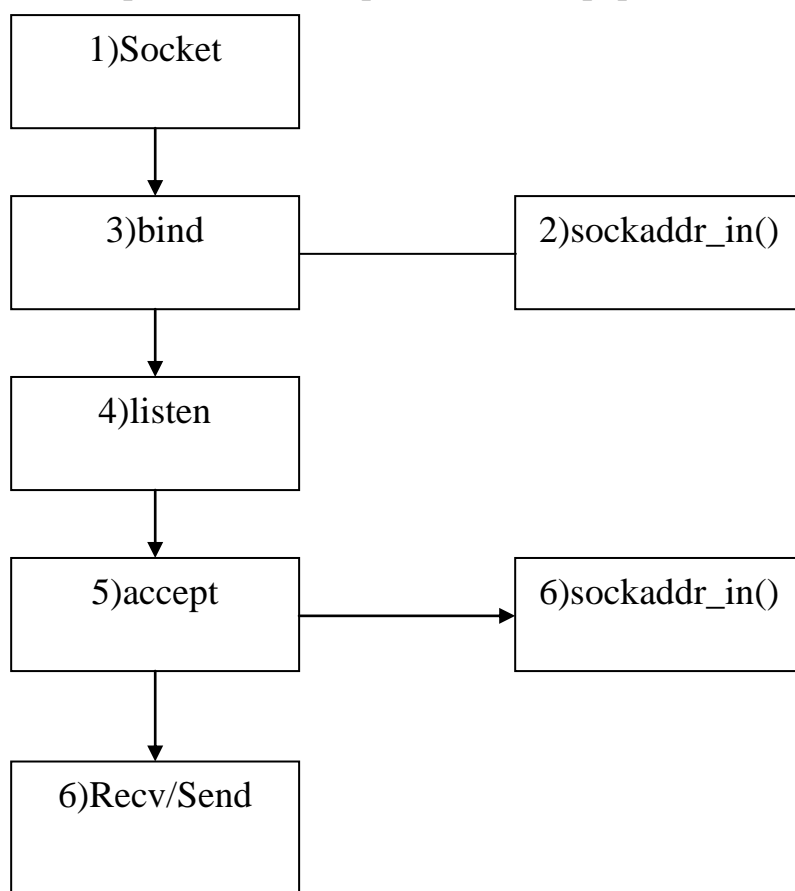 1)Socket
3)bind
2)sockaddr_in()
4)listen
5)accept
6)sockaddr_in()
6)Recv/Send